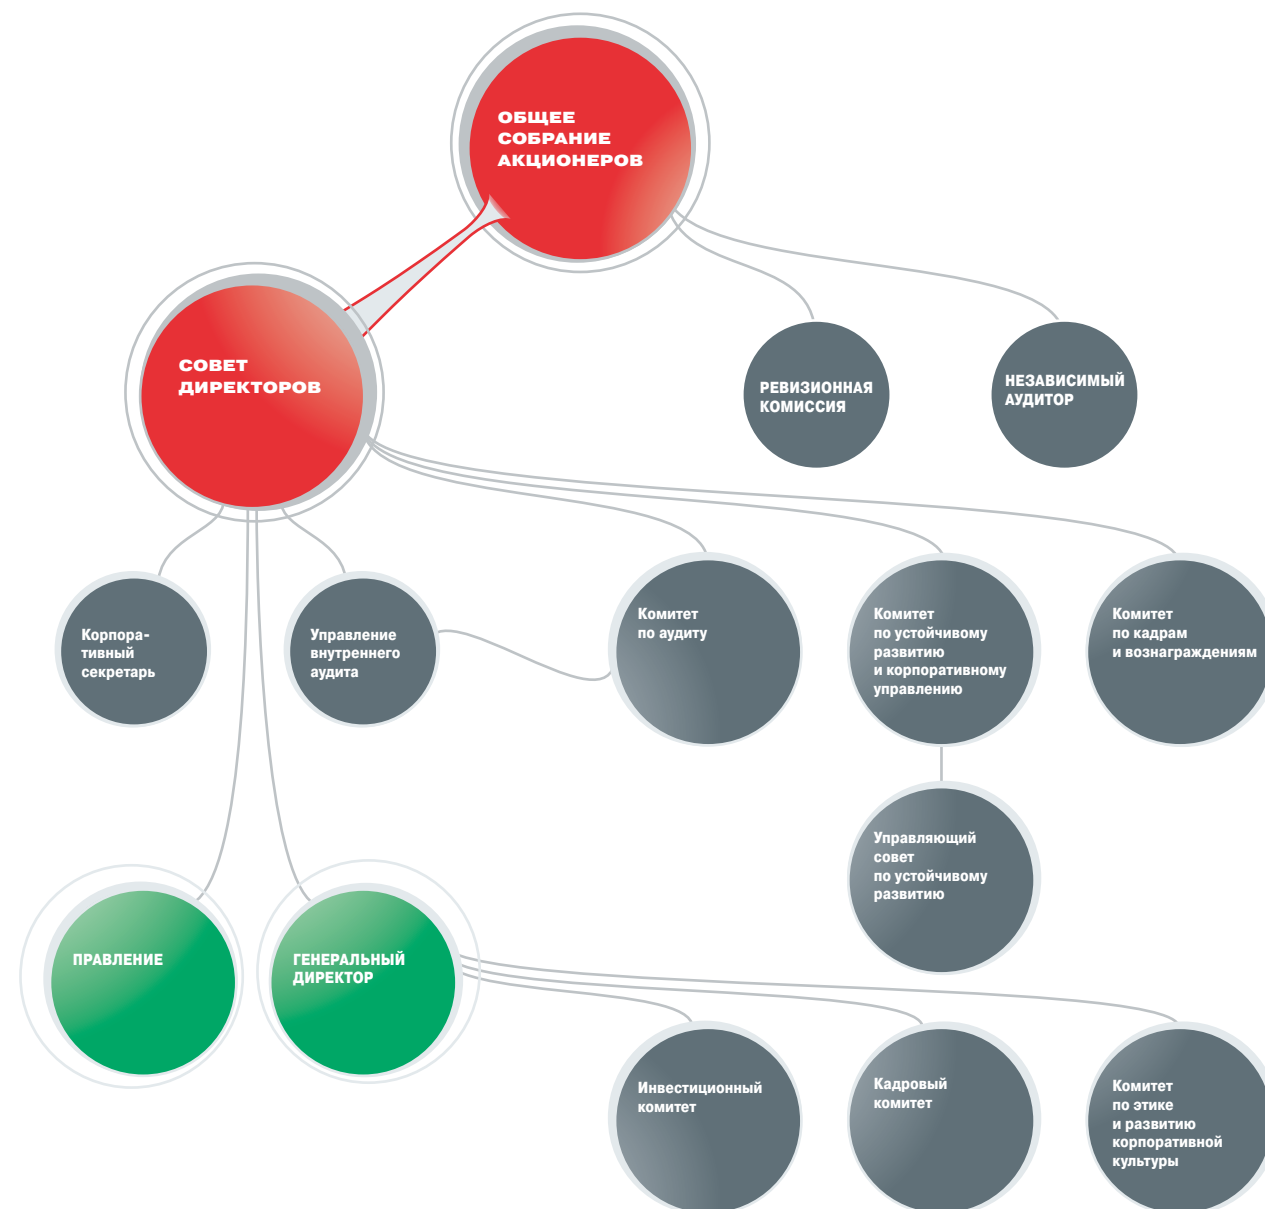 ОБЩЕЕ
СОБРАНИЕ
АКЦИОНЕРОВ
СОВЕТ
ДИРЕКТОРОВ
РЕВИЗИОННАЯ
КОМИССИЯ
НЕЗАВИСИМЫЙ
АУДИТОР
Корпора-
тивный
секретарь
Управление
внутреннего
аудита
Комитет
по аудиту
Комитет
по устойчивому
развитию
и корпоративному
управлению
Комитет
по кадрам
и вознаграждениям
Управляющий
совет
по устойчивому
развитию
ПРАВЛЕНИЕ
ГЕНЕРАЛЬНЫЙ
ДИРЕКТОР
Инвестиционный
комитет
Кадровый
комитет
Комитет
по этике
и развитию
корпоративной
культуры